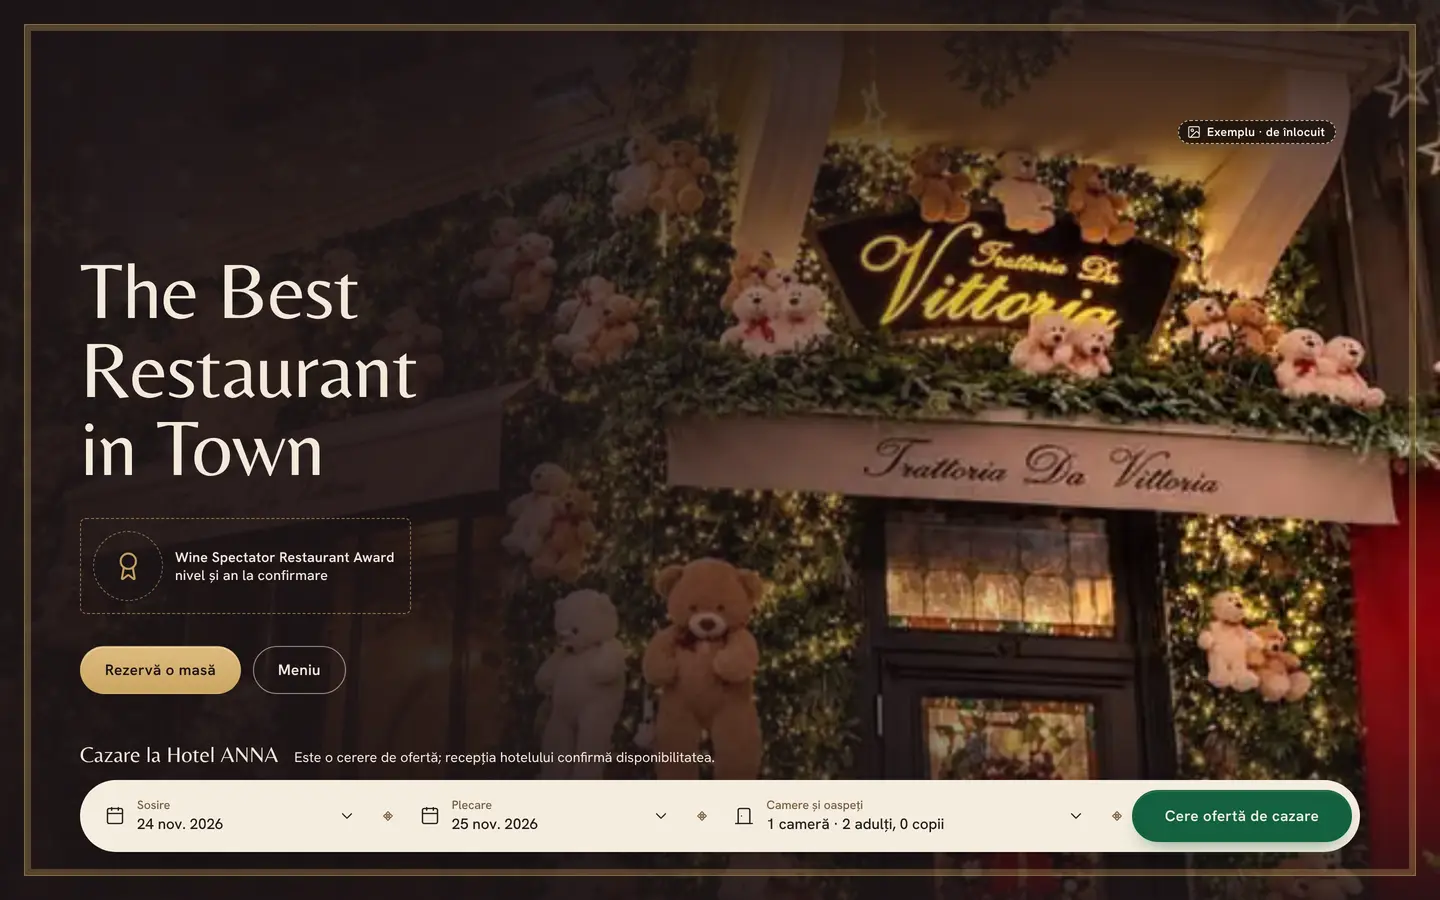 Exemplu · de înlocuit
Trattoria Da
Vittoria
The Best
Restaurant
in Town
Trattoria Da Vittoria
Wine Spectator Restaurant Award
nivel și an la confirmare
Rezervă o masă
Meniu
Cazare la Hotel ANNA
Este o cerere de ofertă; recepția hotelului confirmă disponibilitatea.
Sosire
24 nov. 2026
Plecare
25 nov. 2026
Camere și oaspeți
1 cameră · 2 adulți, 0 copii
Cere ofertă de cazare